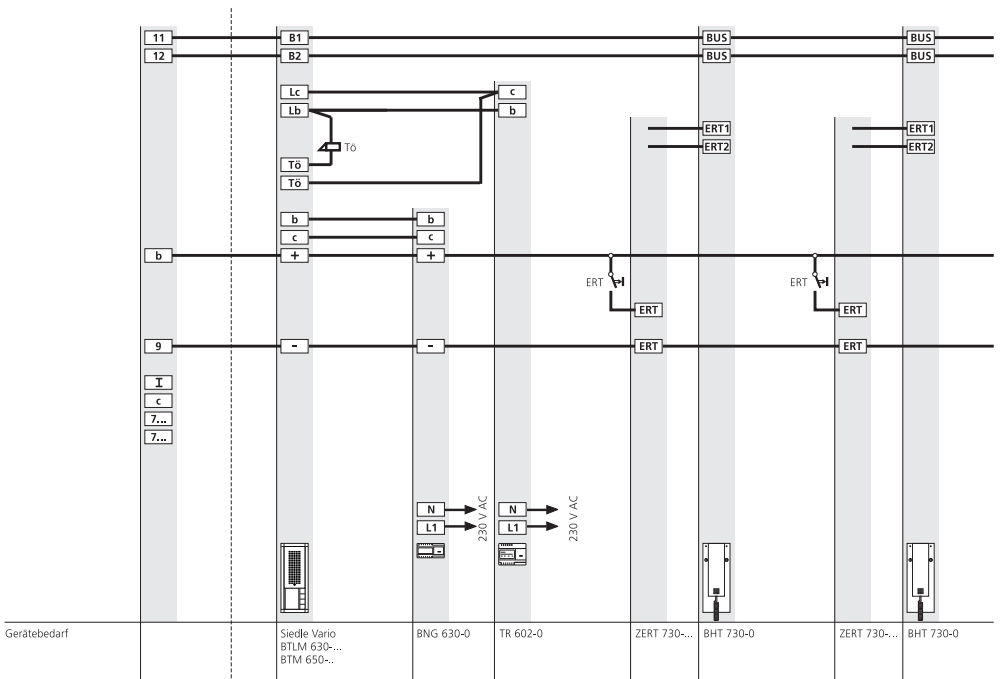 11 B1 BUS BUS
12 B2 BUS BUS
Lc c
Lb b
ERT1 ERT1
Tö ERT2 ERT2
Tö
Tö
b b
c c
b + +
ERT ERT
ERT ERT
9 - - ERT ERT
I
c
7...
7...
N N
L1 L1
230 V AC 230 V AC
Gerätebedarf Siedle Vario BNG 630-0 TR 602-0 ZERT 730-... BHT 730-0 ZERT 730-... BHT 730-0
BTLM 630-...
BTM 650-..